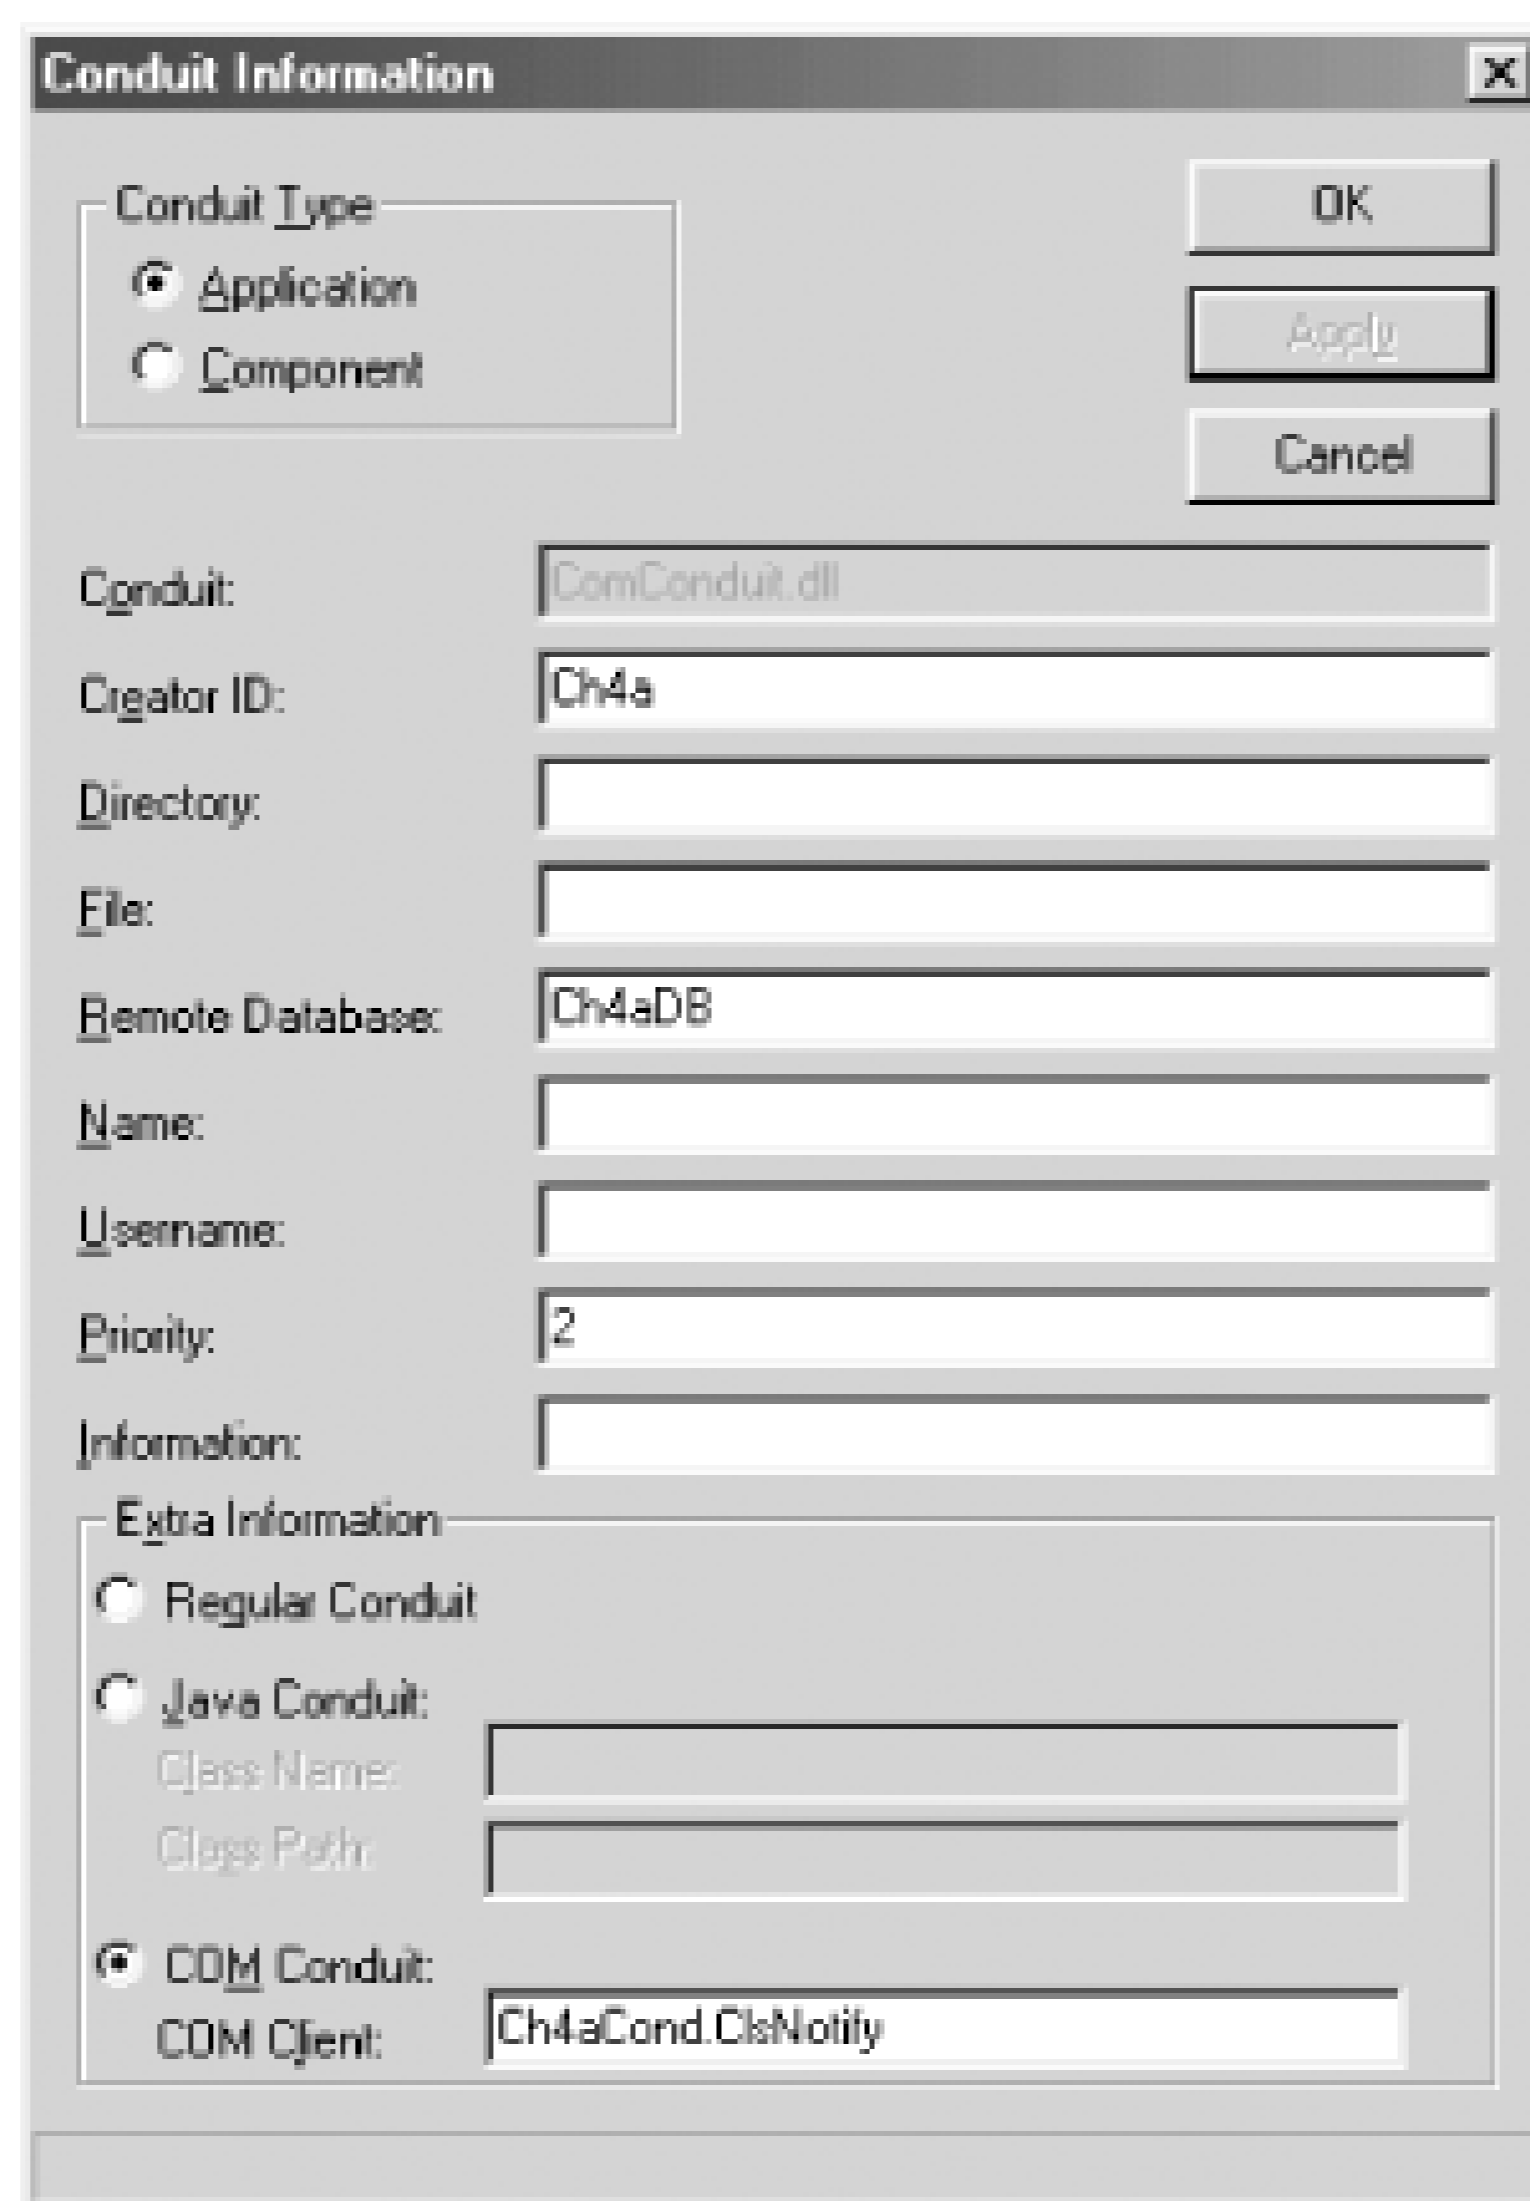 Conduit Information
Conduit Type
Application
Component
OK
Apply
Cancel
Conduit: ComConduit.dll
Creator ID: Ch4a
Directory:
File:
Remote Database: Ch4aDB
Name:
Username:
Priority: 2
Information:
Extra Information
Regular Conduit
Java Conduit:
Class Name:
Class Path:
COM Conduit:
COM Client: Ch4aCond.ClsNotify